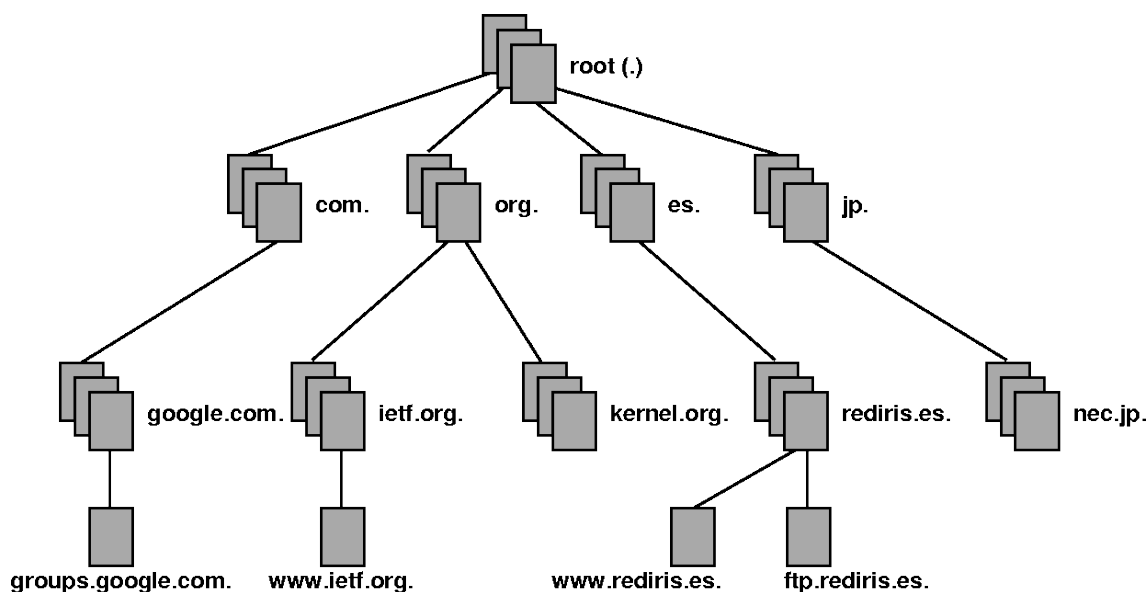 root (.)
com.
org.
es.
jp.
google.com.
ietf.org.
kernel.org.
rediris.es.
nec.jp.
groups.google.com.
www.ietf.org.
www.rediris.es.
ftp.rediris.es.